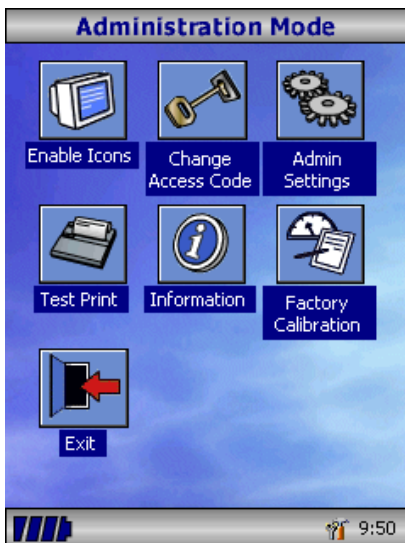 Administration Mode
Enable Icons
Change
Access Code
Admin
Settings
Test Print
Information
Factory
Calibration
Exit
9:50